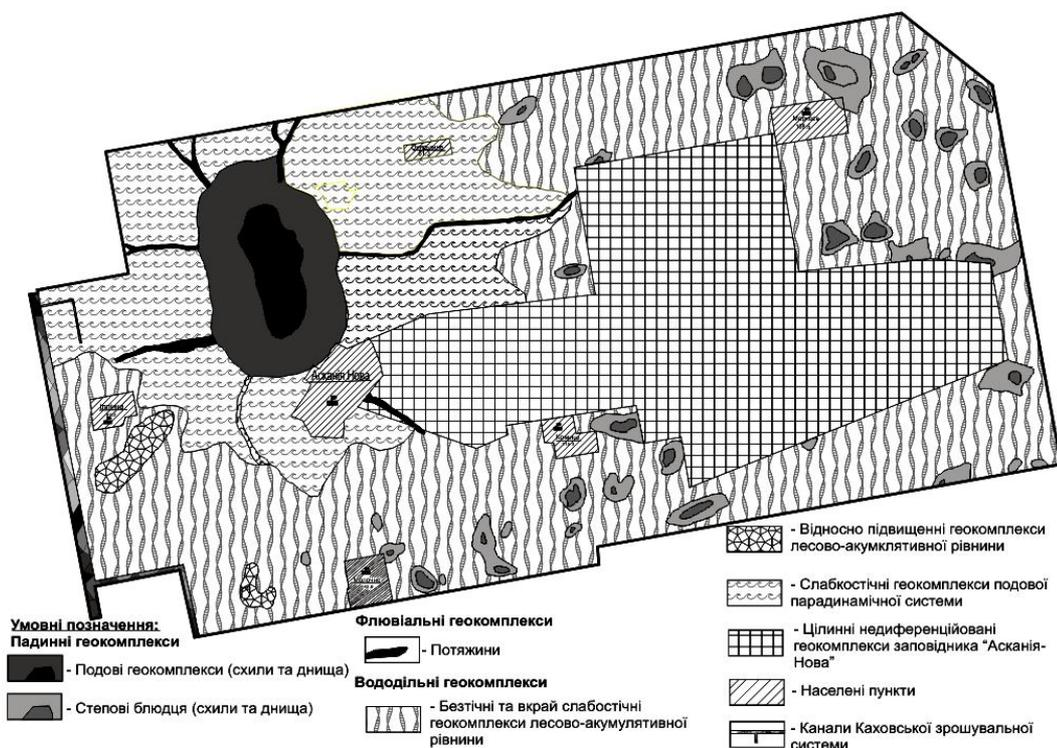 Асканія Нова
Умовні позначення:
Падинні геокомплекси
- Подові геокомплекси (схили та днища)
- Степові блюдця (схили та днища)
Флювіальні геокомплекси
- Потяжини
Вододільні геокомплекси
- Безтічні та вкрай слабостічні
геокомплекси лесово-акумулятивної
рівнини
- Відносно підвищенні геокомплекси
лесово-акумклятивної рівнини
- Слабкостічні геокомплекси подової
парадинамічної системи
- Цілинні недиференційовані
геокомплекси заповідника “Асканія-
Нова”
- Населені пункти
- Канали Каховської зрошувальної
системи